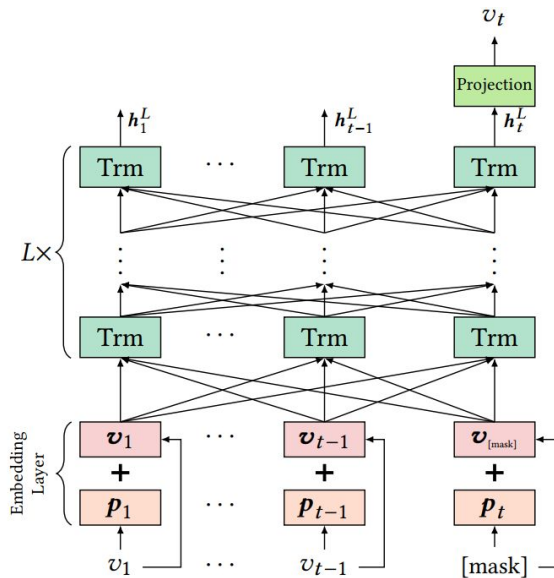 v_t
Projection
h_1^L h_{t-1}^L h_t^L
Trm ... Trm Trm
L×
⋮ ⋮ ⋮ ⋮
Trm ... Trm Trm
Embedding
Layer
v_1 ... v_{t-1} v_{[mask]}
+ + +
p_1 ... p_{t-1} p_t
v_1 ... v_{t-1} [mask]